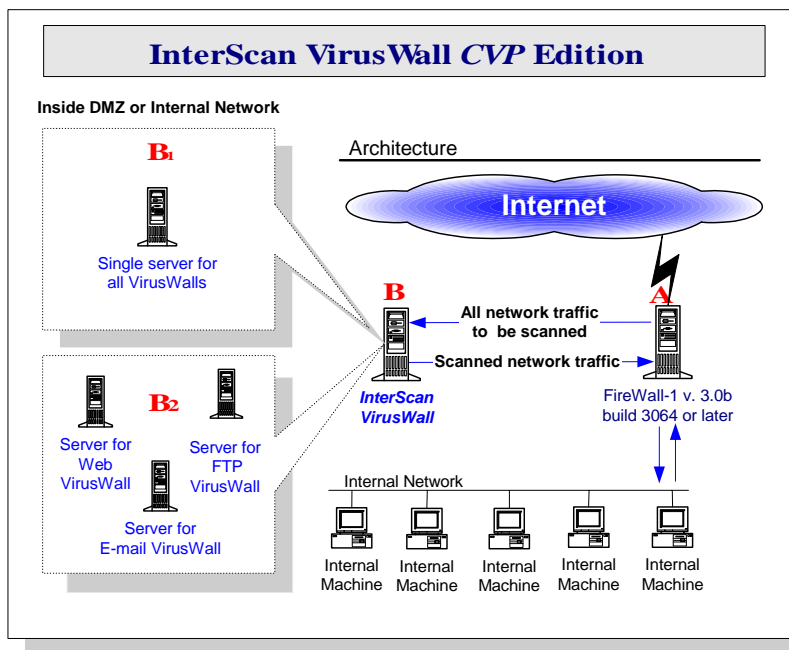 InterScan VirusWall CVP Edition
Inside DMZ or Internal Network
B1
Single server for
all VirusWalls
B2
Server for
Web
VirusWall
Server for
FTP
VirusWall
Server for
E-mail VirusWall
Architecture
Internet
B
A
All network traffic
to be scanned
Scanned network traffic
InterScan
VirusWall
FireWall-1 v. 3.0b
build 3064 or later
Internal Network
Internal
Machine
Internal
Machine
Internal
Machine
Internal
Machine
Internal
Machine